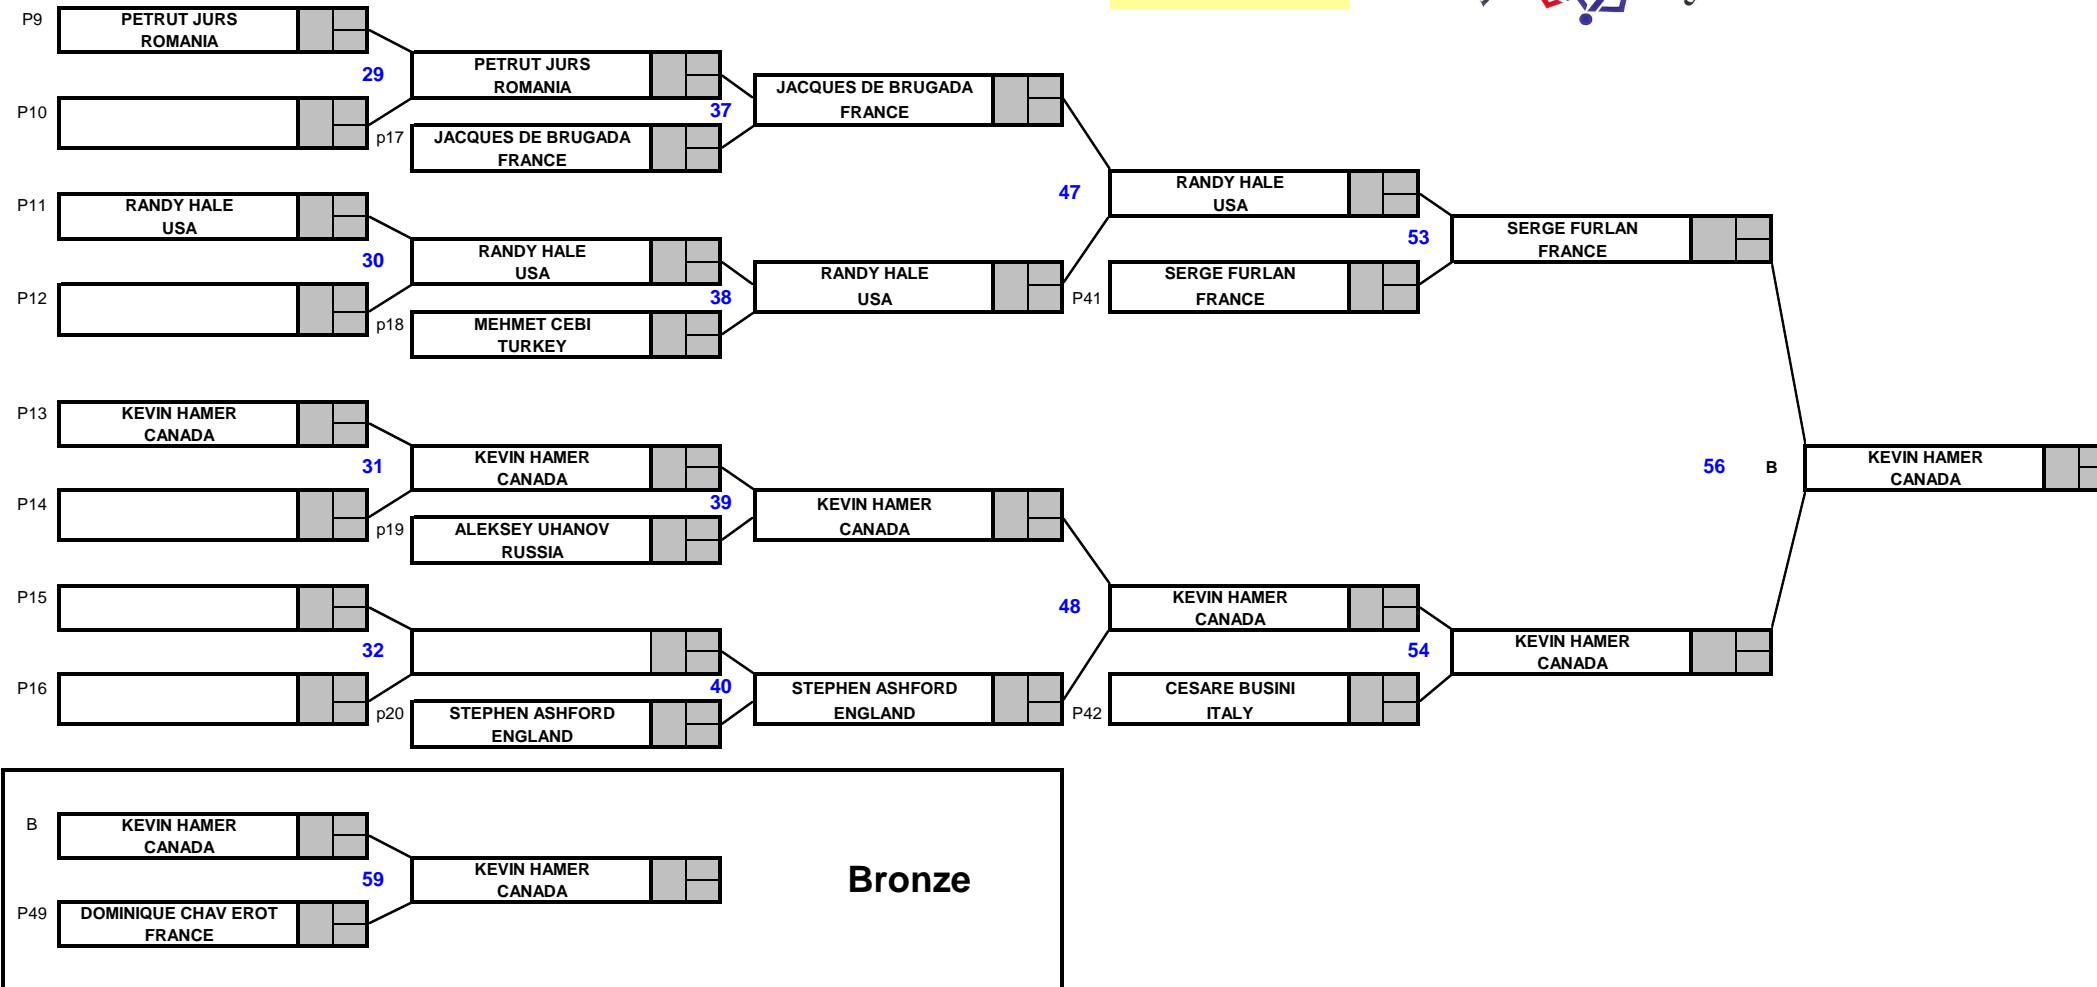 P9
PETRUT JURS
ROMANIA
29
PETRUT JURS
ROMANIA
P10
37
JACQUES DE BRUGADA
FRANCE
p17
JACQUES DE BRUGADA
FRANCE
P11
RANDY HALE
USA
47
RANDY HALE
USA
30
RANDY HALE
USA
53
SERGE FURLAN
FRANCE
P12
38
RANDY HALE
USA
P41
SERGE FURLAN
FRANCE
p18
MEHMET CEBI
TURKEY
P13
KEVIN HAMER
CANADA
31
KEVIN HAMER
CANADA
56
B
KEVIN HAMER
CANADA
P14
39
KEVIN HAMER
CANADA
p19
ALEKSEY UHANOV
RUSSIA
P15
48
KEVIN HAMER
CANADA
32
54
KEVIN HAMER
CANADA
P16
40
STEPHEN ASHFORD
ENGLAND
P42
CESARE BUSINI
ITALY
p20
STEPHEN ASHFORD
ENGLAND
B
KEVIN HAMER
CANADA
59
KEVIN HAMER
CANADA
Bronze
P49
DOMINIQUE CHAV EROT
FRANCE